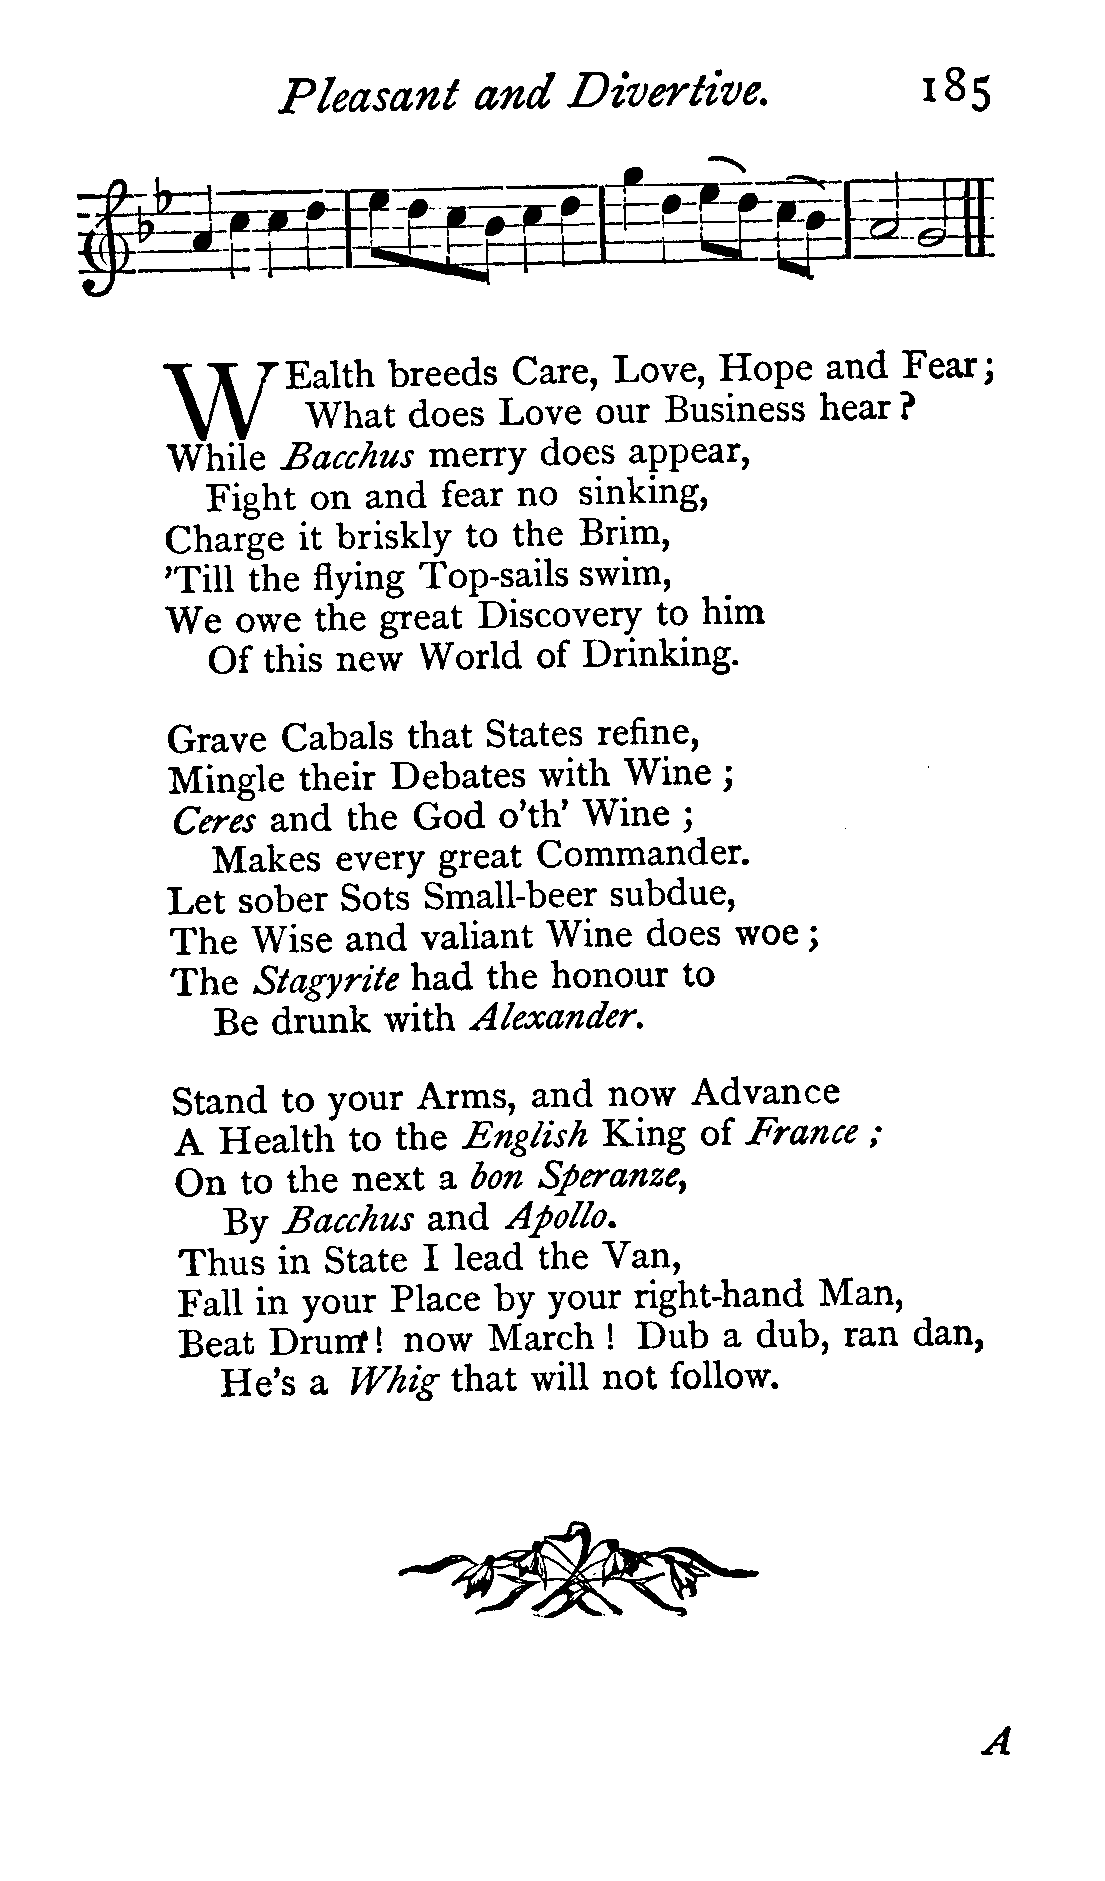 Pleasant and Divertive. 185
WEalth breeds Care, Love, Hope and Fear;
What does Love our Business hear?
While Bacchus merry does appear,
Fight on and fear no sinking,
Charge it briskly to the Brim,
'Till the flying Top-sails swim,
We owe the great Discovery to him
Of this new World of Drinking.
Grave Cabals that States refine,
Mingle their Debates with Wine;
Ceres and the God o'th' Wine;
Makes every great Commander.
Let sober Sots Small-beer subdue,
The Wise and valiant Wine does woe;
The Stagyrite had the honour to
Be drunk with Alexander.
Stand to your Arms, and now Advance
A Health to the English King of France;
On to the next a bon Speranze,
By Bacchus and Apollo.
Thus in State I lead the Van,
Fall in your Place by your right-hand Man,
Beat Drum! now March! Dub a dub, ran dan,
He's a Whig that will not follow.
A